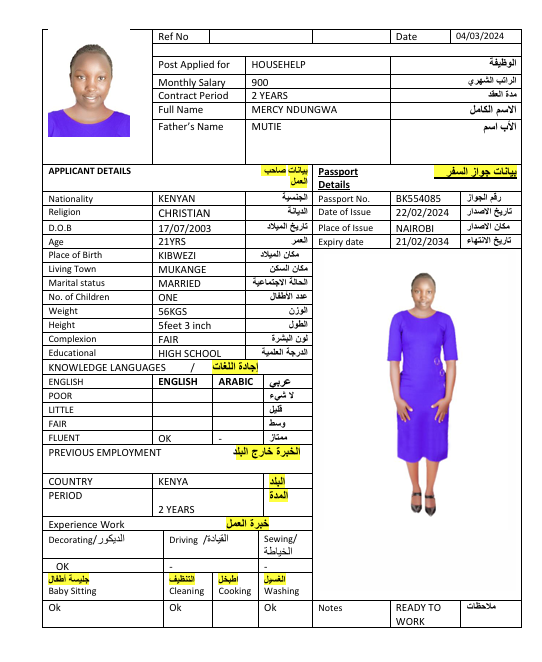 Ref No
Date 04/03/2024
Post Applied for HOUSEHELP الوظيفة
Monthly Salary 900 الراتب الشهري
Contract Period 2 YEARS مدة العقد
Full Name MERCY NDUNGWA الاسم الكامل
Father's Name MUTIE الأب اسم
APPLICANT DETAILS بيانات صاحب العمل
Passport Details بيانات جواز السفر
Nationality KENYAN الجنسية
Passport No. BK554085 رقم الجواز
Religion CHRISTIAN الديانة
Date of Issue 22/02/2024 تاريخ الاصدار
D.O.B 17/07/2003 تاريخ الميلاد
Place of Issue NAIROBI مكان الاصدار
Age 21YRS العمر
Expiry date 21/02/2034 تاريخ الانتهاء
Place of Birth KIBWEZI مكان الميلاد
Living Town MUKANGE مكان السكن
Marital status MARRIED الحالة الاجتماعية
No. of Children ONE عدد الأطفال
Weight 56KGS الوزن
Height 5feet 3 inch الطول
Complexion FAIR لون البشرة
Educational HIGH SCHOOL الدرجة العلمية
KNOWLEDGE LANGUAGES / إجادة اللغات
ENGLISH ENGLISH ARABIC عربي
POOR لا شيء
LITTLE قليل
FAIR وسط
FLUENT OK - ممتاز
PREVIOUS EMPLOYMENT الخبرة خارج البلد
COUNTRY KENYA البلد
PERIOD 2 YEARS المدة
Experience Work خبرة العمل
Decorating/الديكور Driving /القيادة Sewing/ الخياطة
OK - -
جليسة أطفال التنظيف اطبخل الغسيل
Baby Sitting Cleaning Cooking Washing
Ok Ok Ok Ok
Notes READY TO WORK ملاحظات